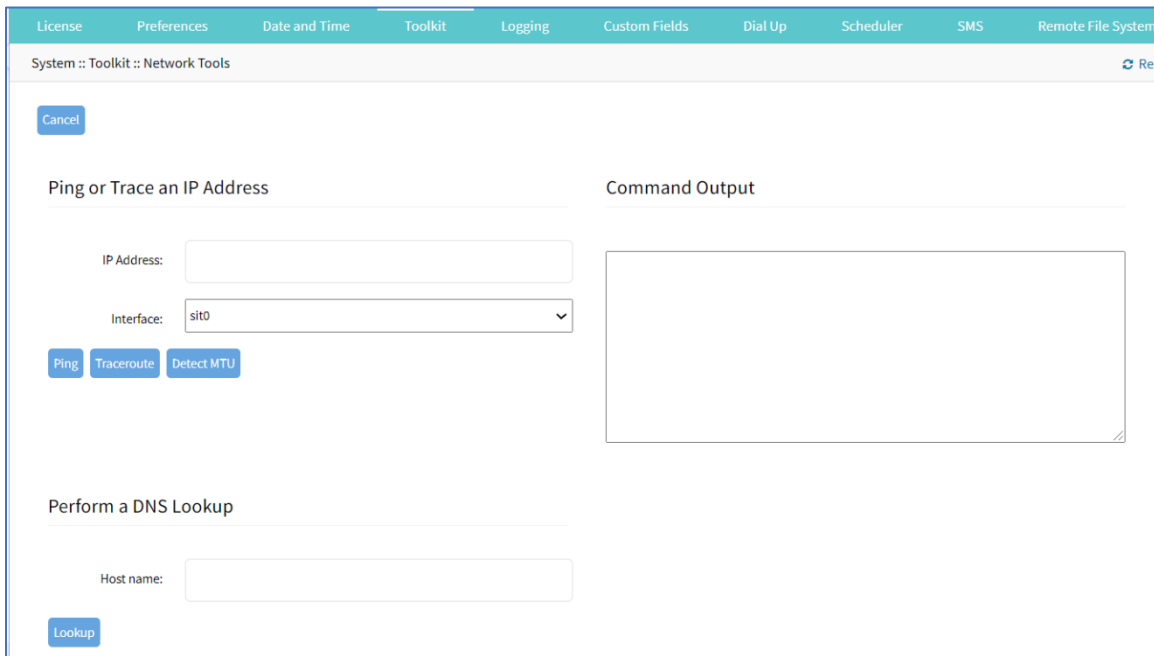 License Preferences Date and Time Toolkit Logging Custom Fields Dial Up Scheduler SMS Remote File System
System :: Toolkit :: Network Tools Re
Cancel
Ping or Trace an IP Address
IP Address:
Interface: sit0
Ping Traceroute Detect MTU
Command Output
Perform a DNS Lookup
Host name:
Lookup